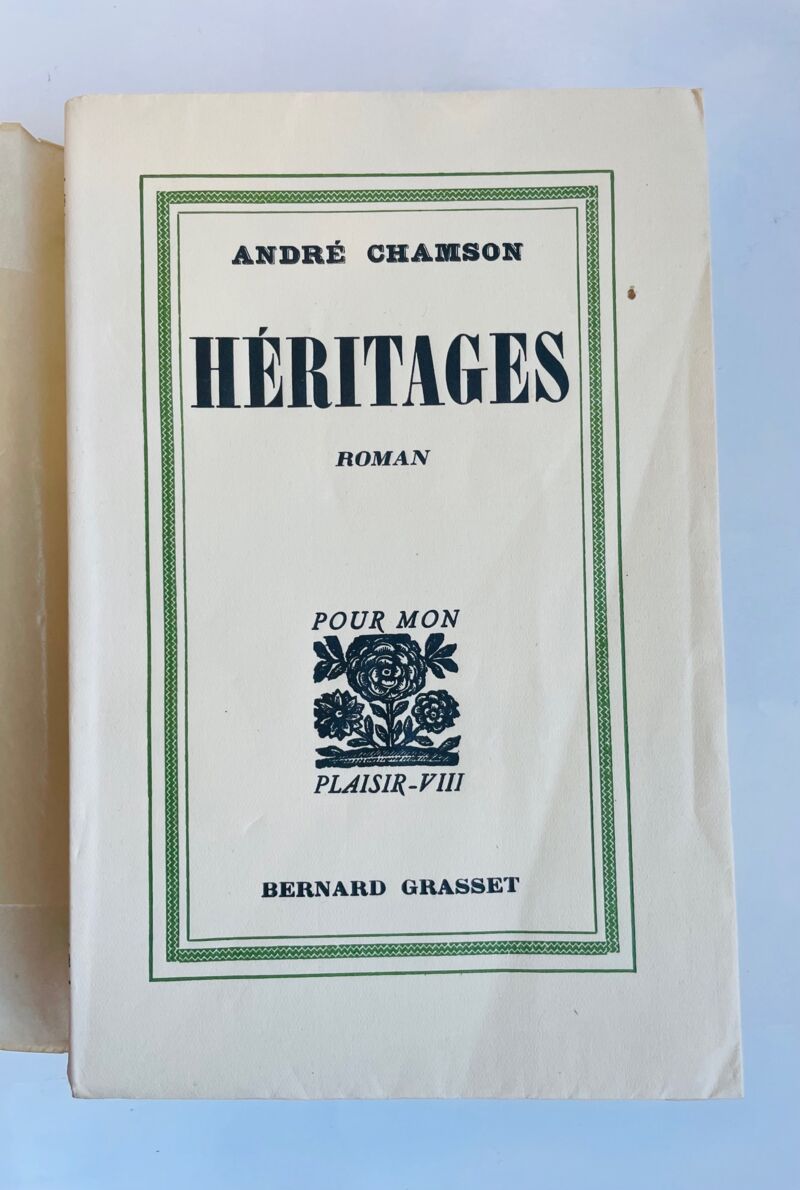 ANDRÉ CHAMSON
HÉRITAGES
ROMAN
POUR MON
PLAISIR-VIII
BERNARD GRASSET